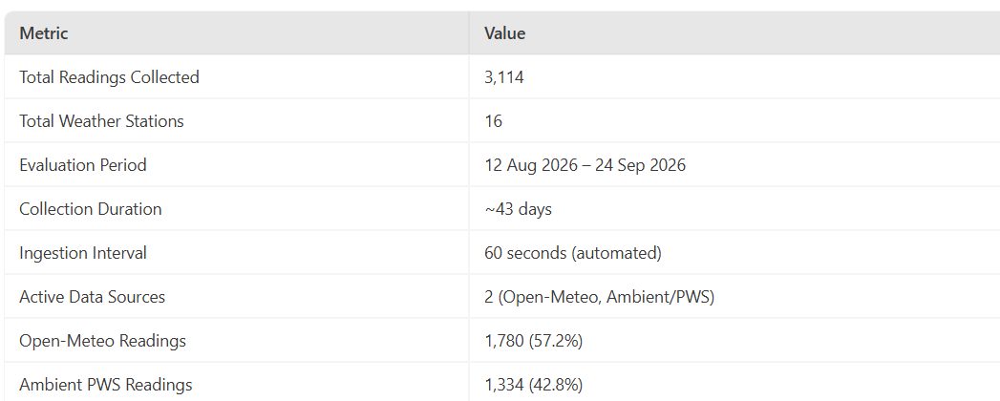 Metric Value
Total Readings Collected 3,114
Total Weather Stations 16
Evaluation Period 12 Aug 2026 – 24 Sep 2026
Collection Duration ~43 days
Ingestion Interval 60 seconds (automated)
Active Data Sources 2 (Open-Meteo, Ambient/PWS)
Open-Meteo Readings 1,780 (57.2%)
Ambient PWS Readings 1,334 (42.8%)